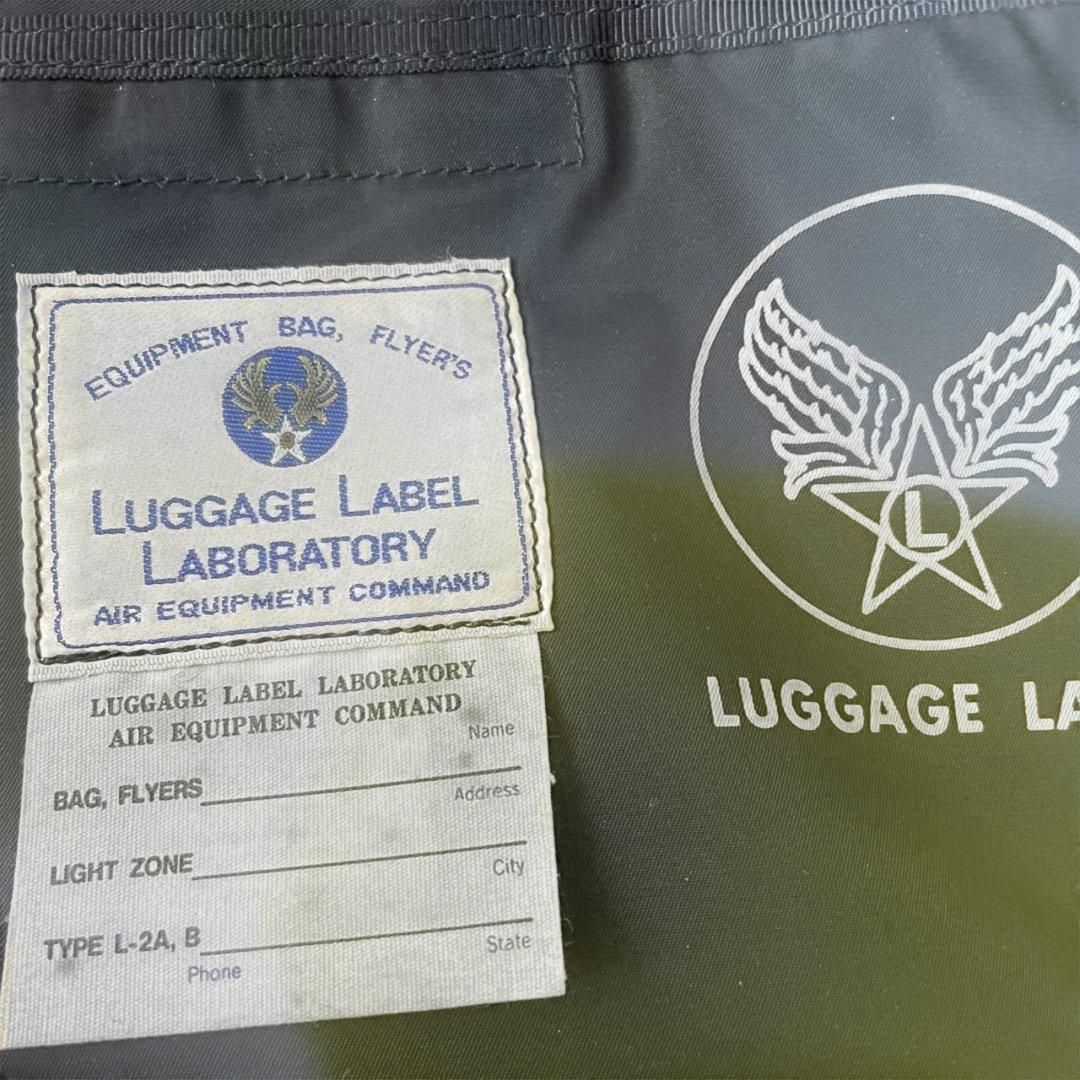 EQUIPMENT BAG, FLYER'S
LUGGAGE LABEL
LABORATORY
AIR EQUIPMENT COMMAND
LUGGAGE LABEL LABORATORY
AIR EQUIPMENT COMMAND
Name
BAG, FLYERS
Address
LIGHT ZONE
City
TYPE L-2A, B
State
Phone
L
LUGGAGE LA